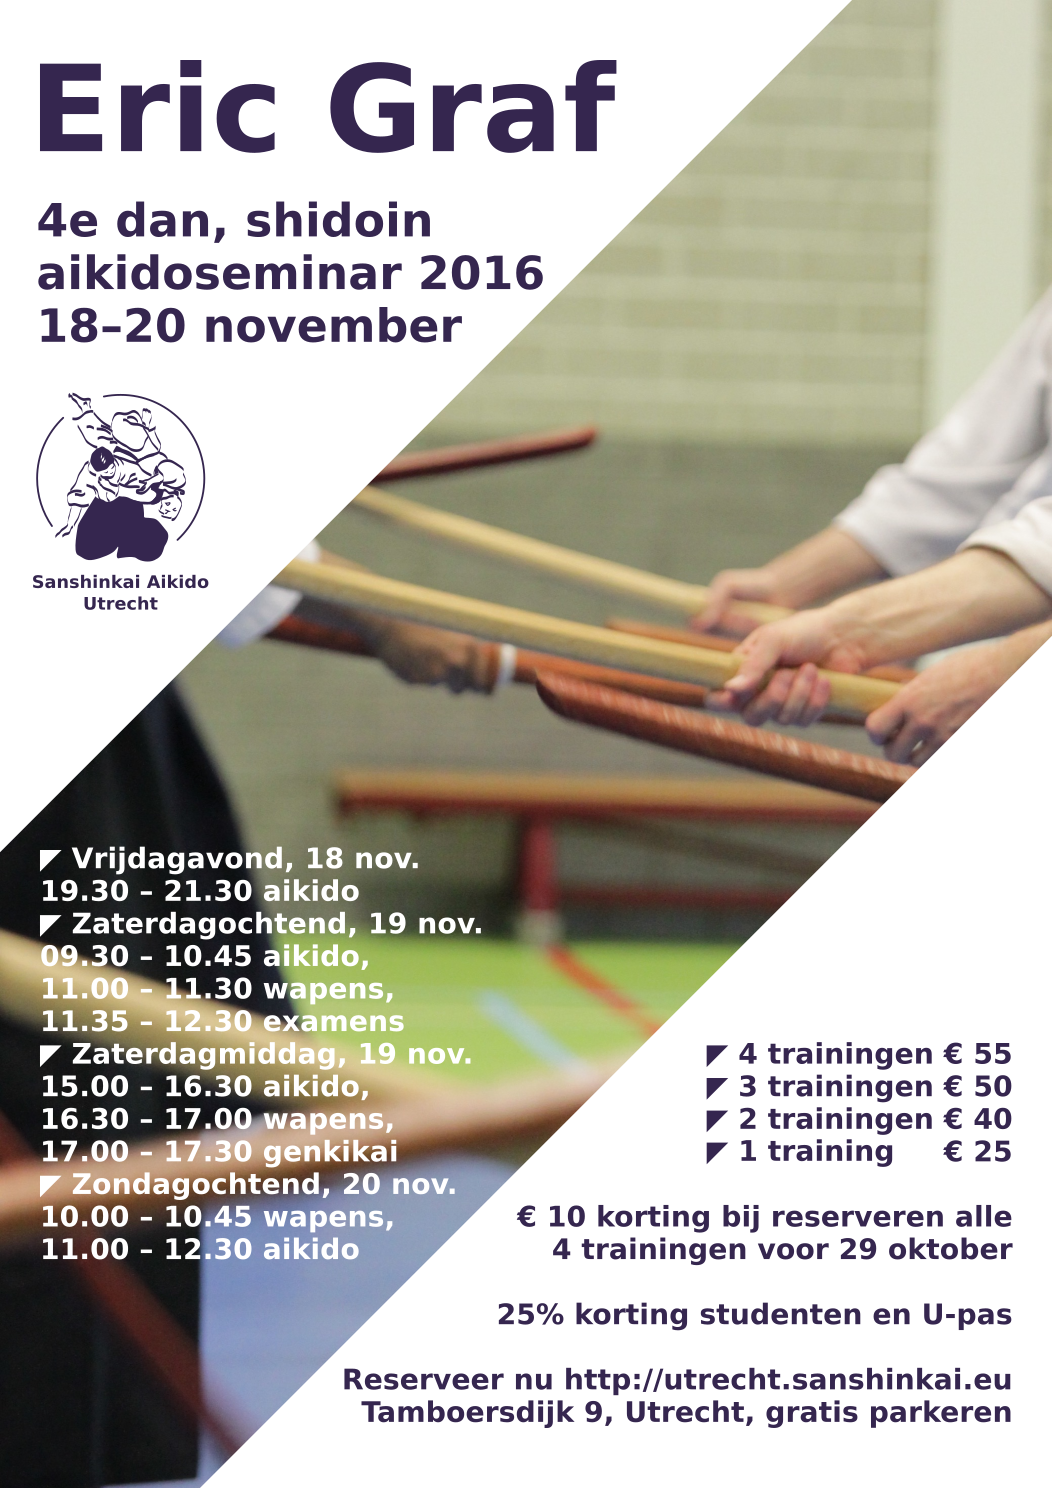 Eric Graf
4e dan, shidoin
aikidoseminar 2016
18–20 november
Sanshinkai Aikido
Utrecht
◤ Vrijdagavond, 18 nov.
19.30 – 21.30 aikido
◤ Zaterdagochtend, 19 nov.
09.30 – 10.45 aikido,
11.00 – 11.30 wapens,
11.35 – 12.30 examens
◤ Zaterdagmiddag, 19 nov.
15.00 – 16.30 aikido,
16.30 – 17.00 wapens,
17.00 – 17.30 genkikai
◤ Zondagochtend, 20 nov.
10.00 – 10.45 wapens,
11.00 – 12.30 aikido
◤ 4 trainingen € 55
◤ 3 trainingen € 50
◤ 2 trainingen € 40
◤ 1 training € 25
€ 10 korting bij reserveren alle
4 trainingen voor 29 oktober
25% korting studenten en U-pas
Reserveer nu http://utrecht.sanshinkai.eu
Tamboersdijk 9, Utrecht, gratis parkeren